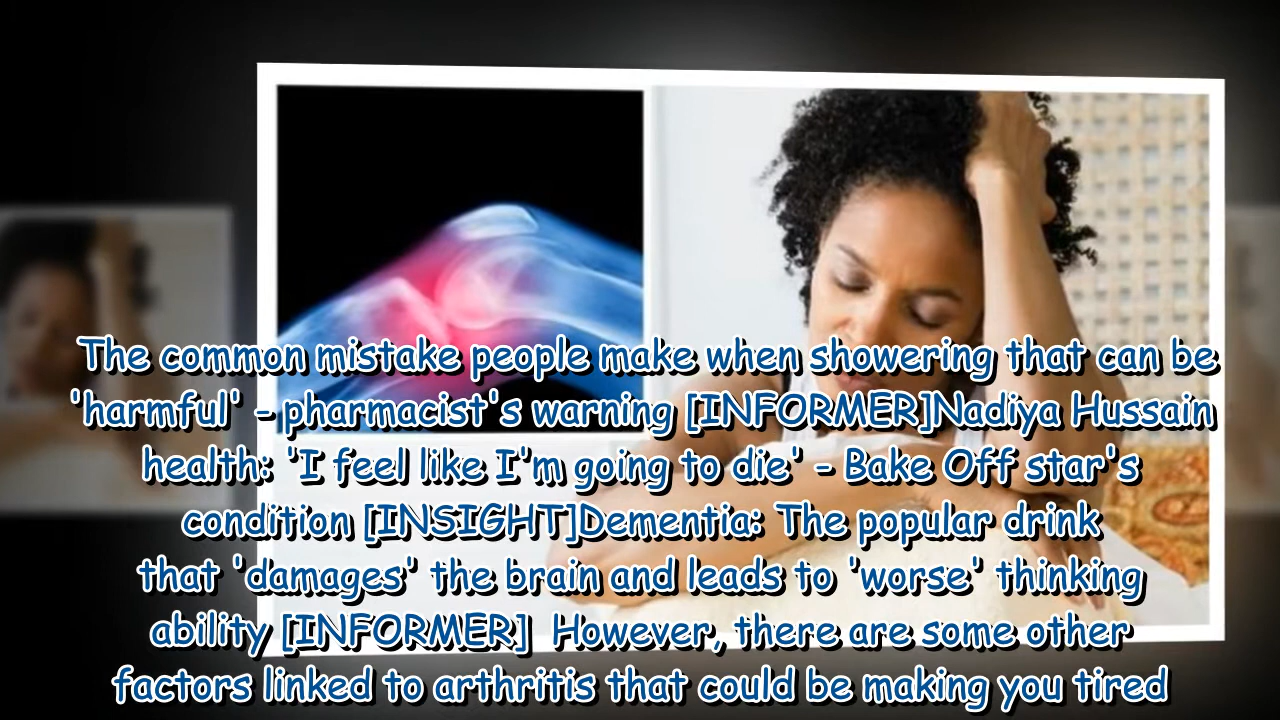 The common mistake people make when showering that can be
'harmful' - pharmacist's warning [INFORMER]Nadiya Hussain
health: 'I feel like I'm going to die' - Bake Off star's
condition [INSIGHT]Dementia: The popular drink
that 'damages' the brain and leads to 'worse' thinking
ability [INFORMER]  However, there are some other
factors linked to arthritis that could be making you tired